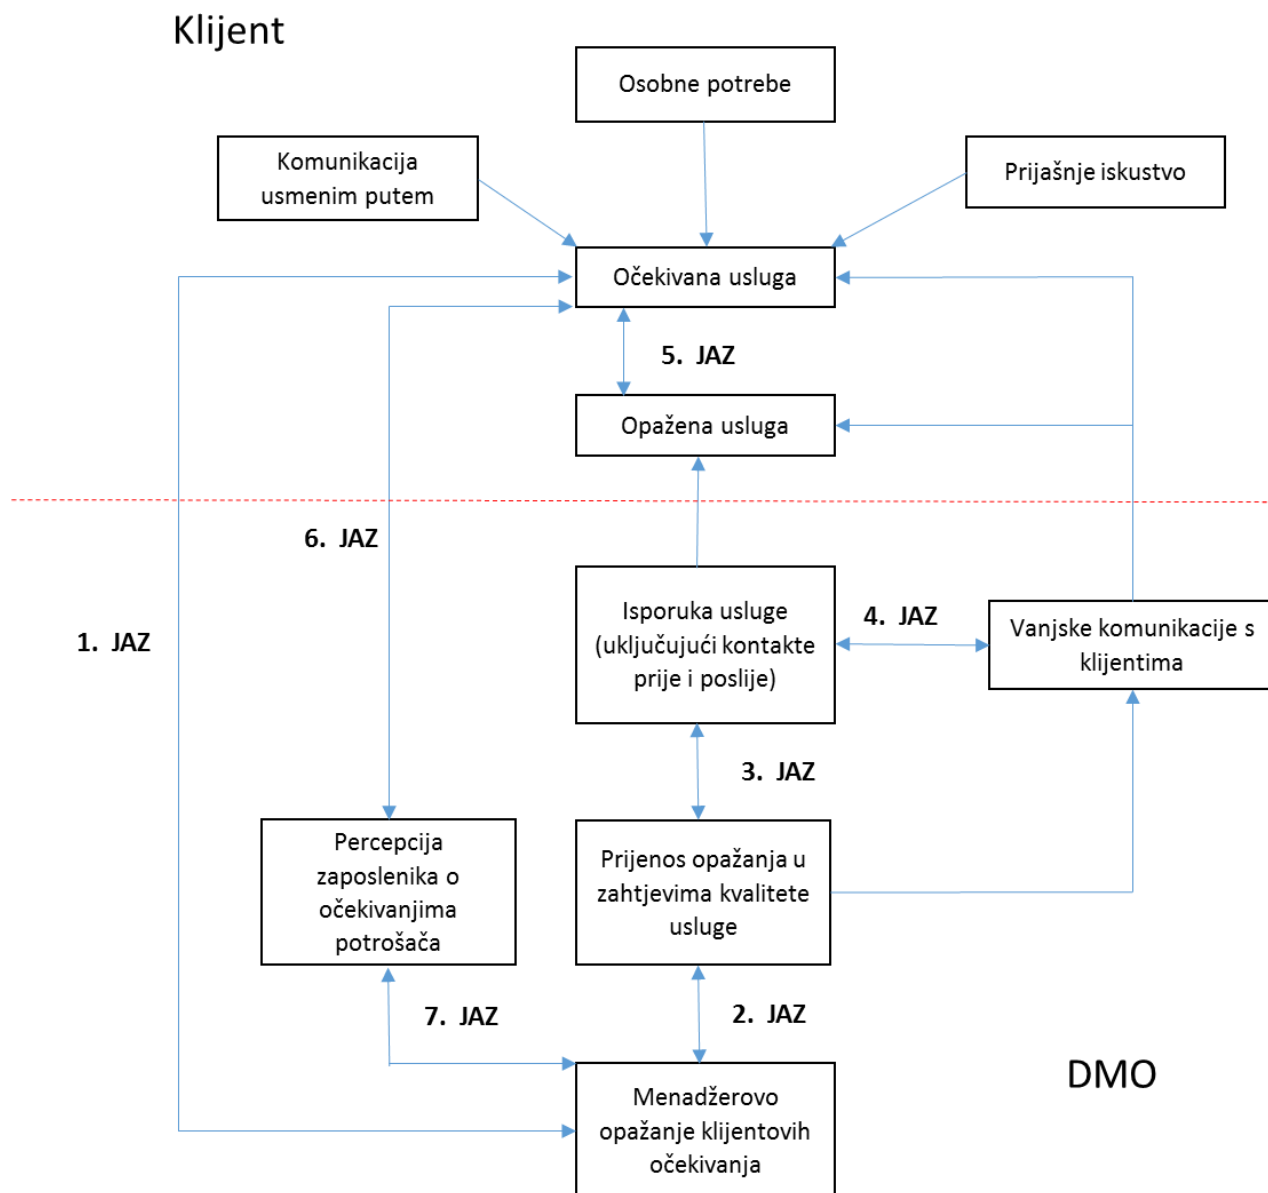 Klijent
Osobne potrebe
Komunikacija
usmenim putem
Prijašnje iskustvo
Očekivana usluga
5. JAZ
Opažena usluga
6. JAZ
1. JAZ
Isporuka usluge
(uključujući kontakte
prije i poslije)
4. JAZ
Vanjske komunikacije s
klijentima
3. JAZ
Percepcija
zaposlenika o
očekivanjima
potrošača
Prijenos opažanja u
zahtjevima kvalitete
usluge
7. JAZ
2. JAZ
DMO
Menadžerovo
opažanje klijentovih
očekivanja